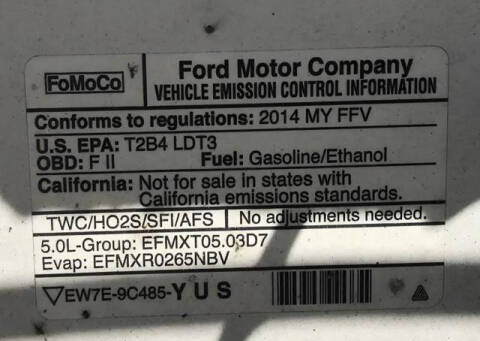 FoMoCo
Ford Motor Company
VEHICLE EMISSION CONTROL INFORMATION
Conforms to regulations: 2014 MY FFV
U.S. EPA: T2B4 LDT3
OBD: F II Fuel: Gasoline/Ethanol
California: Not for sale in states with
California emissions standards.
TWC/HO2S/SFI/AFS No adjustments needed.
5.0L-Group: EFMXT05.03D7
Evap: EFMXR0265NBV
EW7E-9C485-YUS